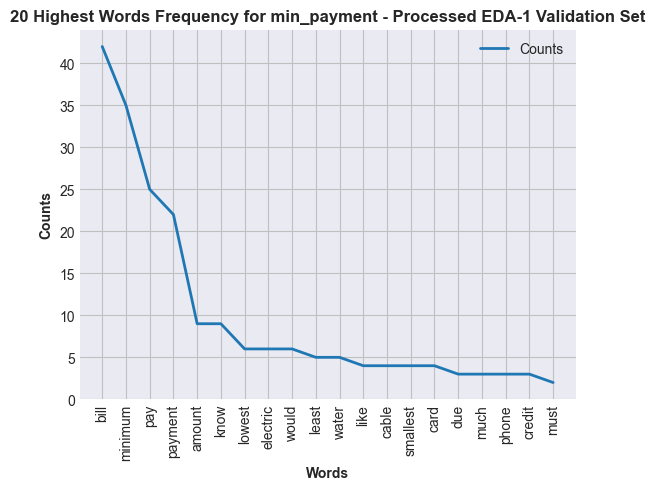 20 Highest Words Frequency for min_payment - Processed EDA-1 Validation Set
Counts
40
35
30
25
20
15
10
5
0
Counts
bill
minimum
pay
payment
amount
know
lowest
electric
would
least
water
like
cable
smallest
card
due
much
phone
credit
must
Words